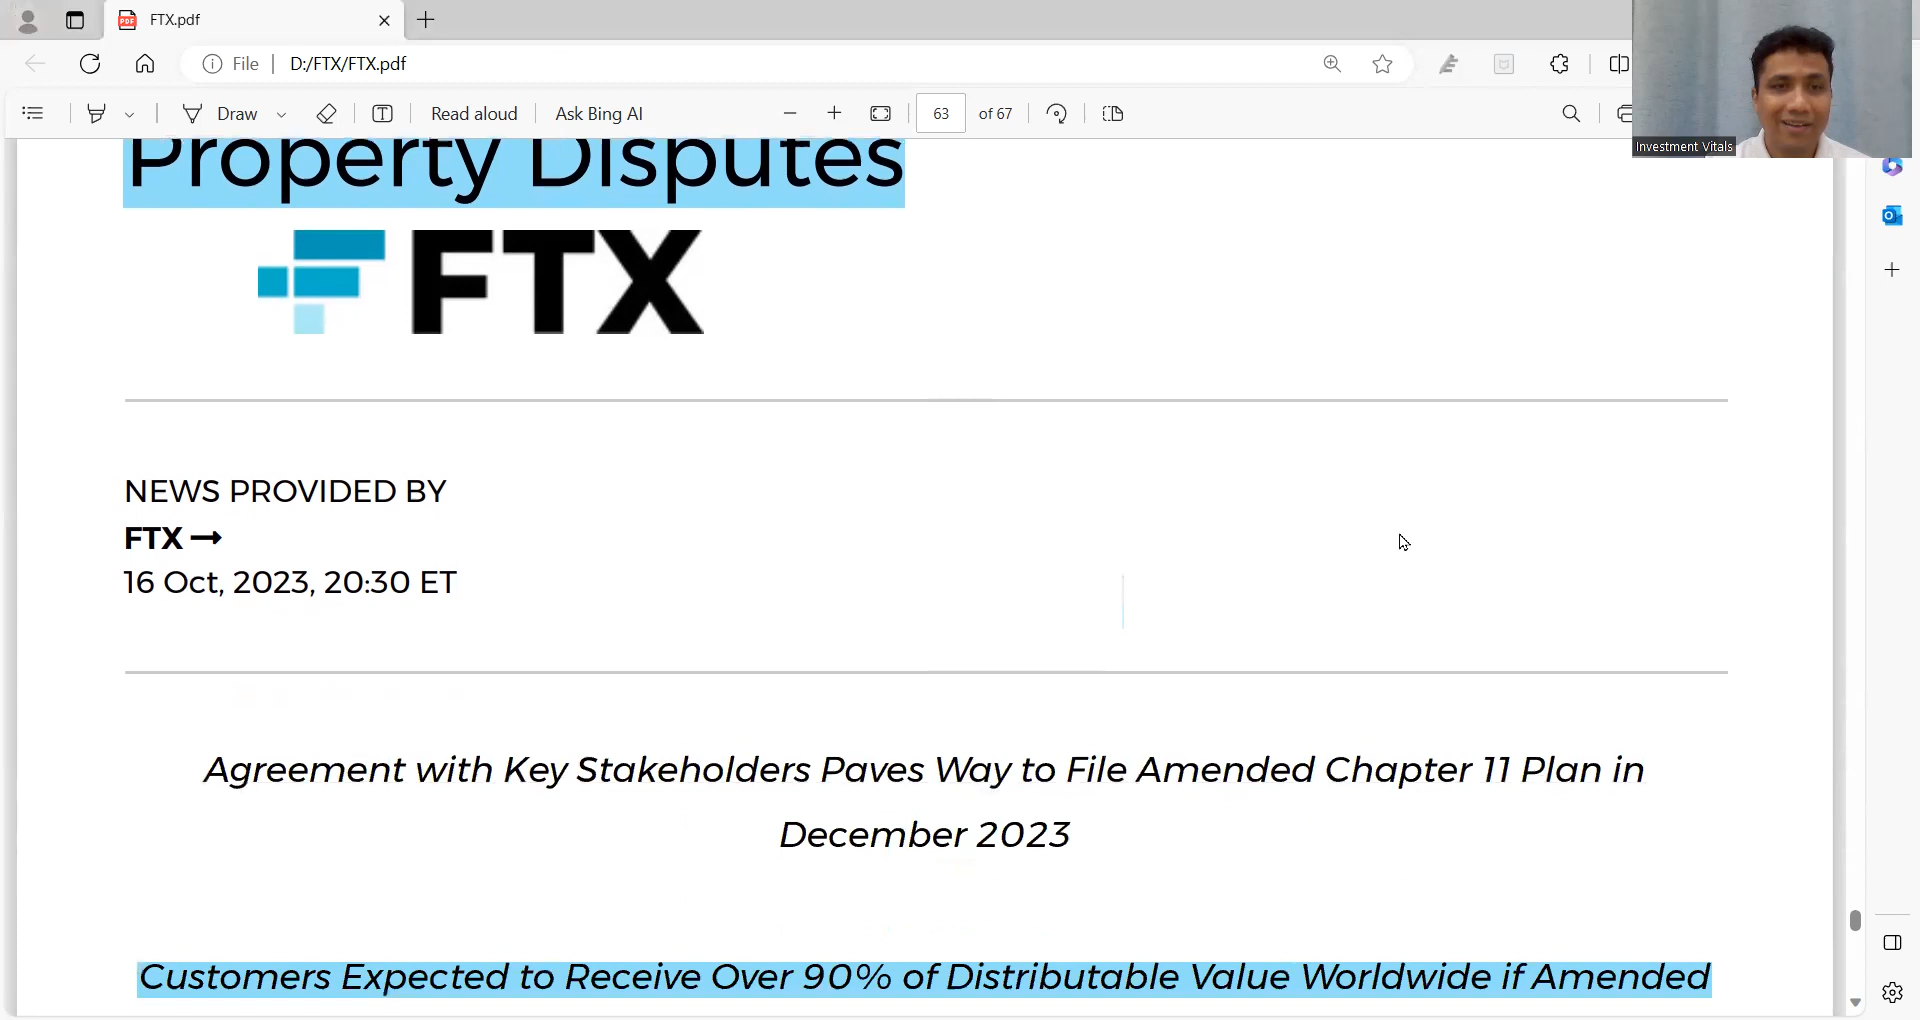 FTX.pdf
File
D:/FTX/FTX.pdf
Draw
Read aloud
Ask Bing AI
63
of 67
Investment Vitals
Property Disputes
FTX
NEWS PROVIDED BY
FTX →
16 Oct, 2023, 20:30 ET
Agreement with Key Stakeholders Paves Way to File Amended Chapter 11 Plan in
December 2023
Customers Expected to Receive Over 90% of Distributable Value Worldwide if Amended